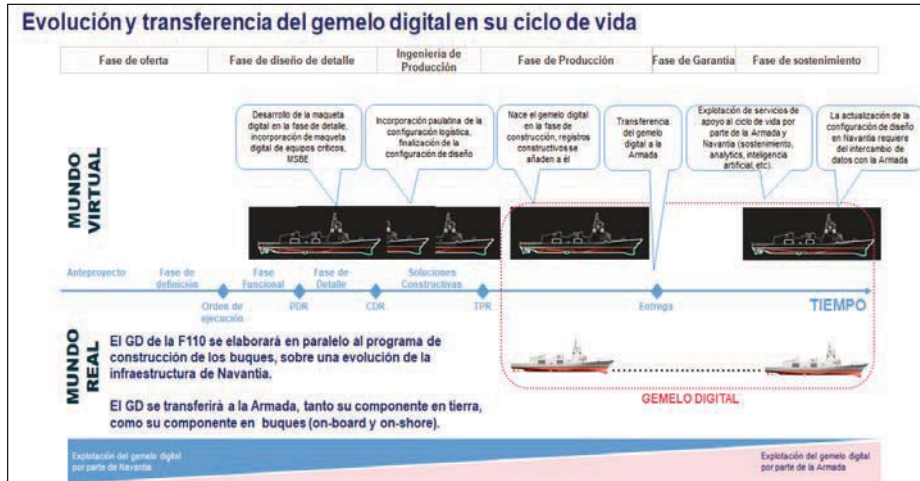 Evolución y transferencia del gemelo digital en su ciclo de vida
Fase de oferta
Fase de diseño de detalle
Ingeniería de
Producción
Fase de Producción
Fase de Garantía
Fase de sostenimiento
Desarrollo de la maqueta
digital en la fase de detalle,
incorporación de maqueta
digital de equipos críticos,
MSBE
Incorporación paulatina de la
configuración logística,
finalización de la
configuración de diseño
Nace el gemelo digital
en la fase de
construcción, registros
constructivos se
añaden a él
Transferencia
del gemelo
digital a la
Armada
Explotación de servicios de
apoyo al ciclo de vida por
parte de la Armada y
Navantia (sostenimiento,
analytics, inteligencia
artificial, etc).
La actualización de la
configuración de diseño
en Navantia requiere
del intercambio de
datos con la Armada
MUNDO
VIRTUAL
Anteproyecto
Fase de
definición
Fase
Funcional
Fase de
Detalle
Soluciones
Constructivas
Orden de
ejecución
PDR
CDR
TPR
Entrega
TIEMPO
MUNDO
REAL
El GD de la F110 se elaborará en paralelo al programa de
construcción de los buques, sobre una evolución de la
infraestructura de Navantia.
El GD se transferirá a la Armada, tanto su componente en tierra,
como su componente en buques (on-board y on-shore).
GEMELO DIGITAL
Explotación del gemelo digital
por parte de Navantia
Explotación del gemelo digital
por parte de la Armada